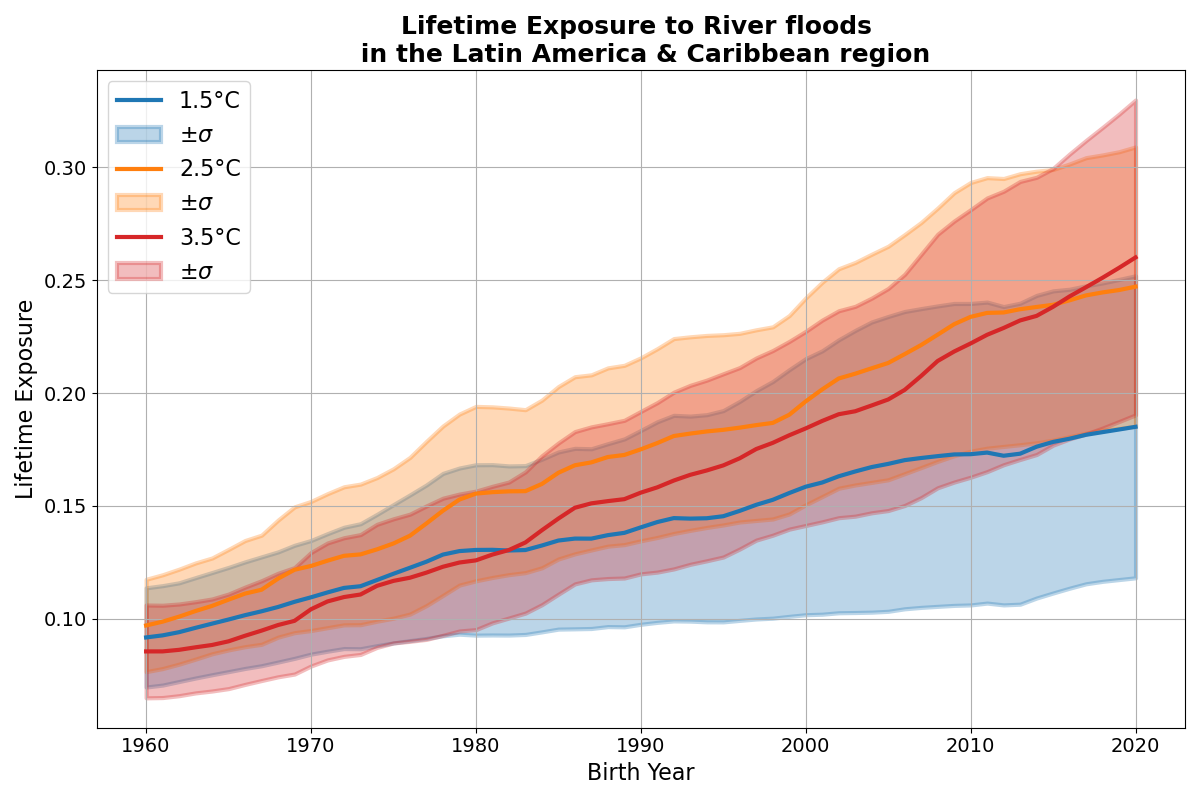 Lifetime Exposure to River floods
in the Latin America & Caribbean region
1.5°C
±σ
2.5°C
±σ
3.5°C
±σ
Lifetime Exposure
0.30
0.25
0.20
0.15
0.10
1960 1970 1980 1990 2000 2010 2020
Birth Year